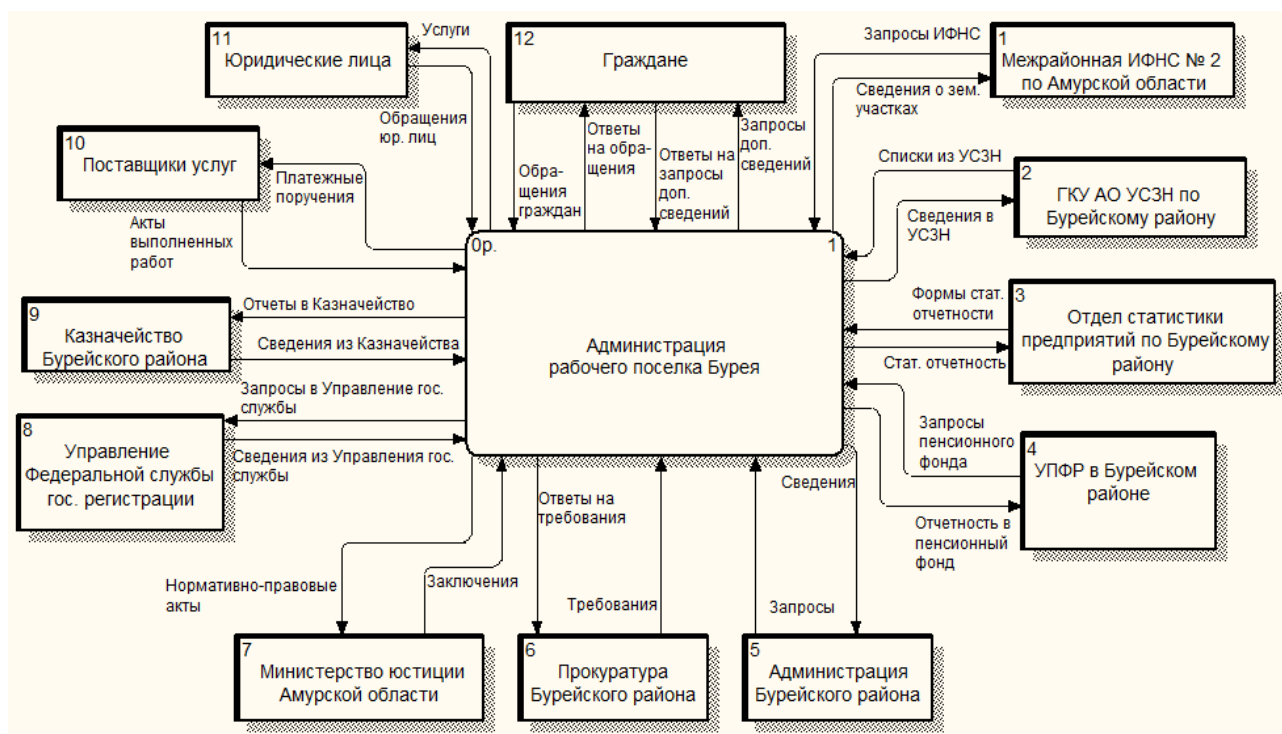 11
Юридические лица
Услуги
12
Граждане
Запросы ИФНС
1
Межрайонная ИФНС № 2
по Амурской области
Сведения о зем.
участках
Обращения
юр. лиц
10
Поставщики услуг
Платежные
поручения
Акты
выполненных
работ
Обра-
щения
граждан
Ответы
на обра-
щения
Ответы на
запросы
доп.
сведений
Запросы
доп.
сведений
Списки из УСЗН
2
ГКУ АО УСЗН по
Бурейскому району
Сведения в
УСЗН
0р.
1
Администрация
рабочего поселка Бурея
9
Казначейство
Бурейского района
Отчеты в Казначейство
Сведения из Казначейства
Формы стат.
отчетности
3
Отдел статистики
предприятий по Бурейскому
району
Стат. отчетность
Запросы в Управление гос.
службы
8
Управление
Федеральной службы
гос. регистрации
Сведения из Управления гос.
службы
Запросы
пенсионного
фонда
4
УПФР в Бурейском
районе
Отчетность в
пенсионный
фонд
Нормативно-правовые
акты
Заключения
Ответы на
требования
Требования
Сведения
Запросы
7
Министерство юстиции
Амурской области
6
Прокуратура
Бурейского района
5
Администрация
Бурейского района